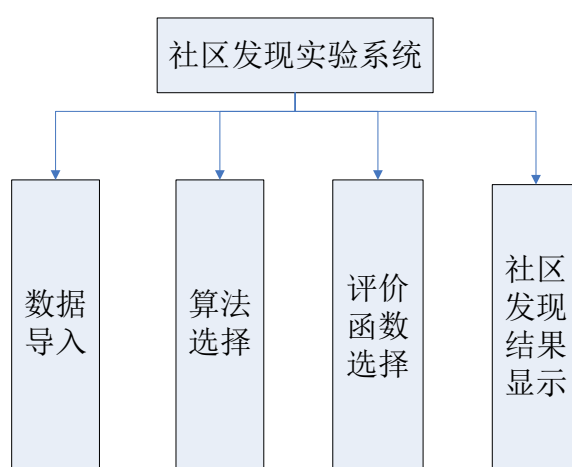 社区发现实验系统
数据
导入
算法
选择
评价
函数
选择
社区
发现
结果
显示